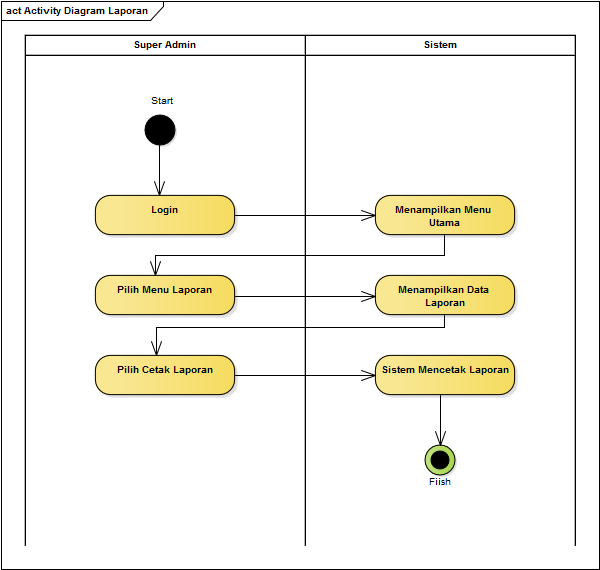 act Activity Diagram Laporan
Super Admin
Sistem
Start
Login
Menampilkan Menu
Utama
Pilih Menu Laporan
Menampilkan Data
Laporan
Pilih Cetak Laporan
Sistem Mencetak Laporan
Fiish